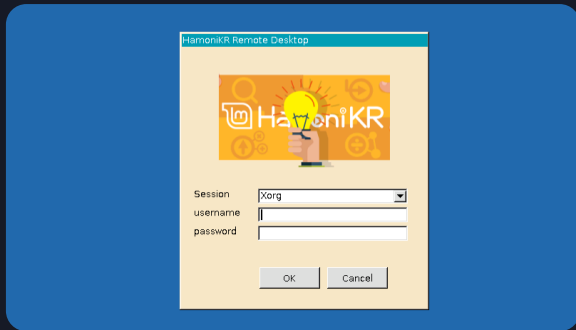 HamoniKR Remote Desktop
HamoniKR
Session
Xorg
username
password
OK
Cancel